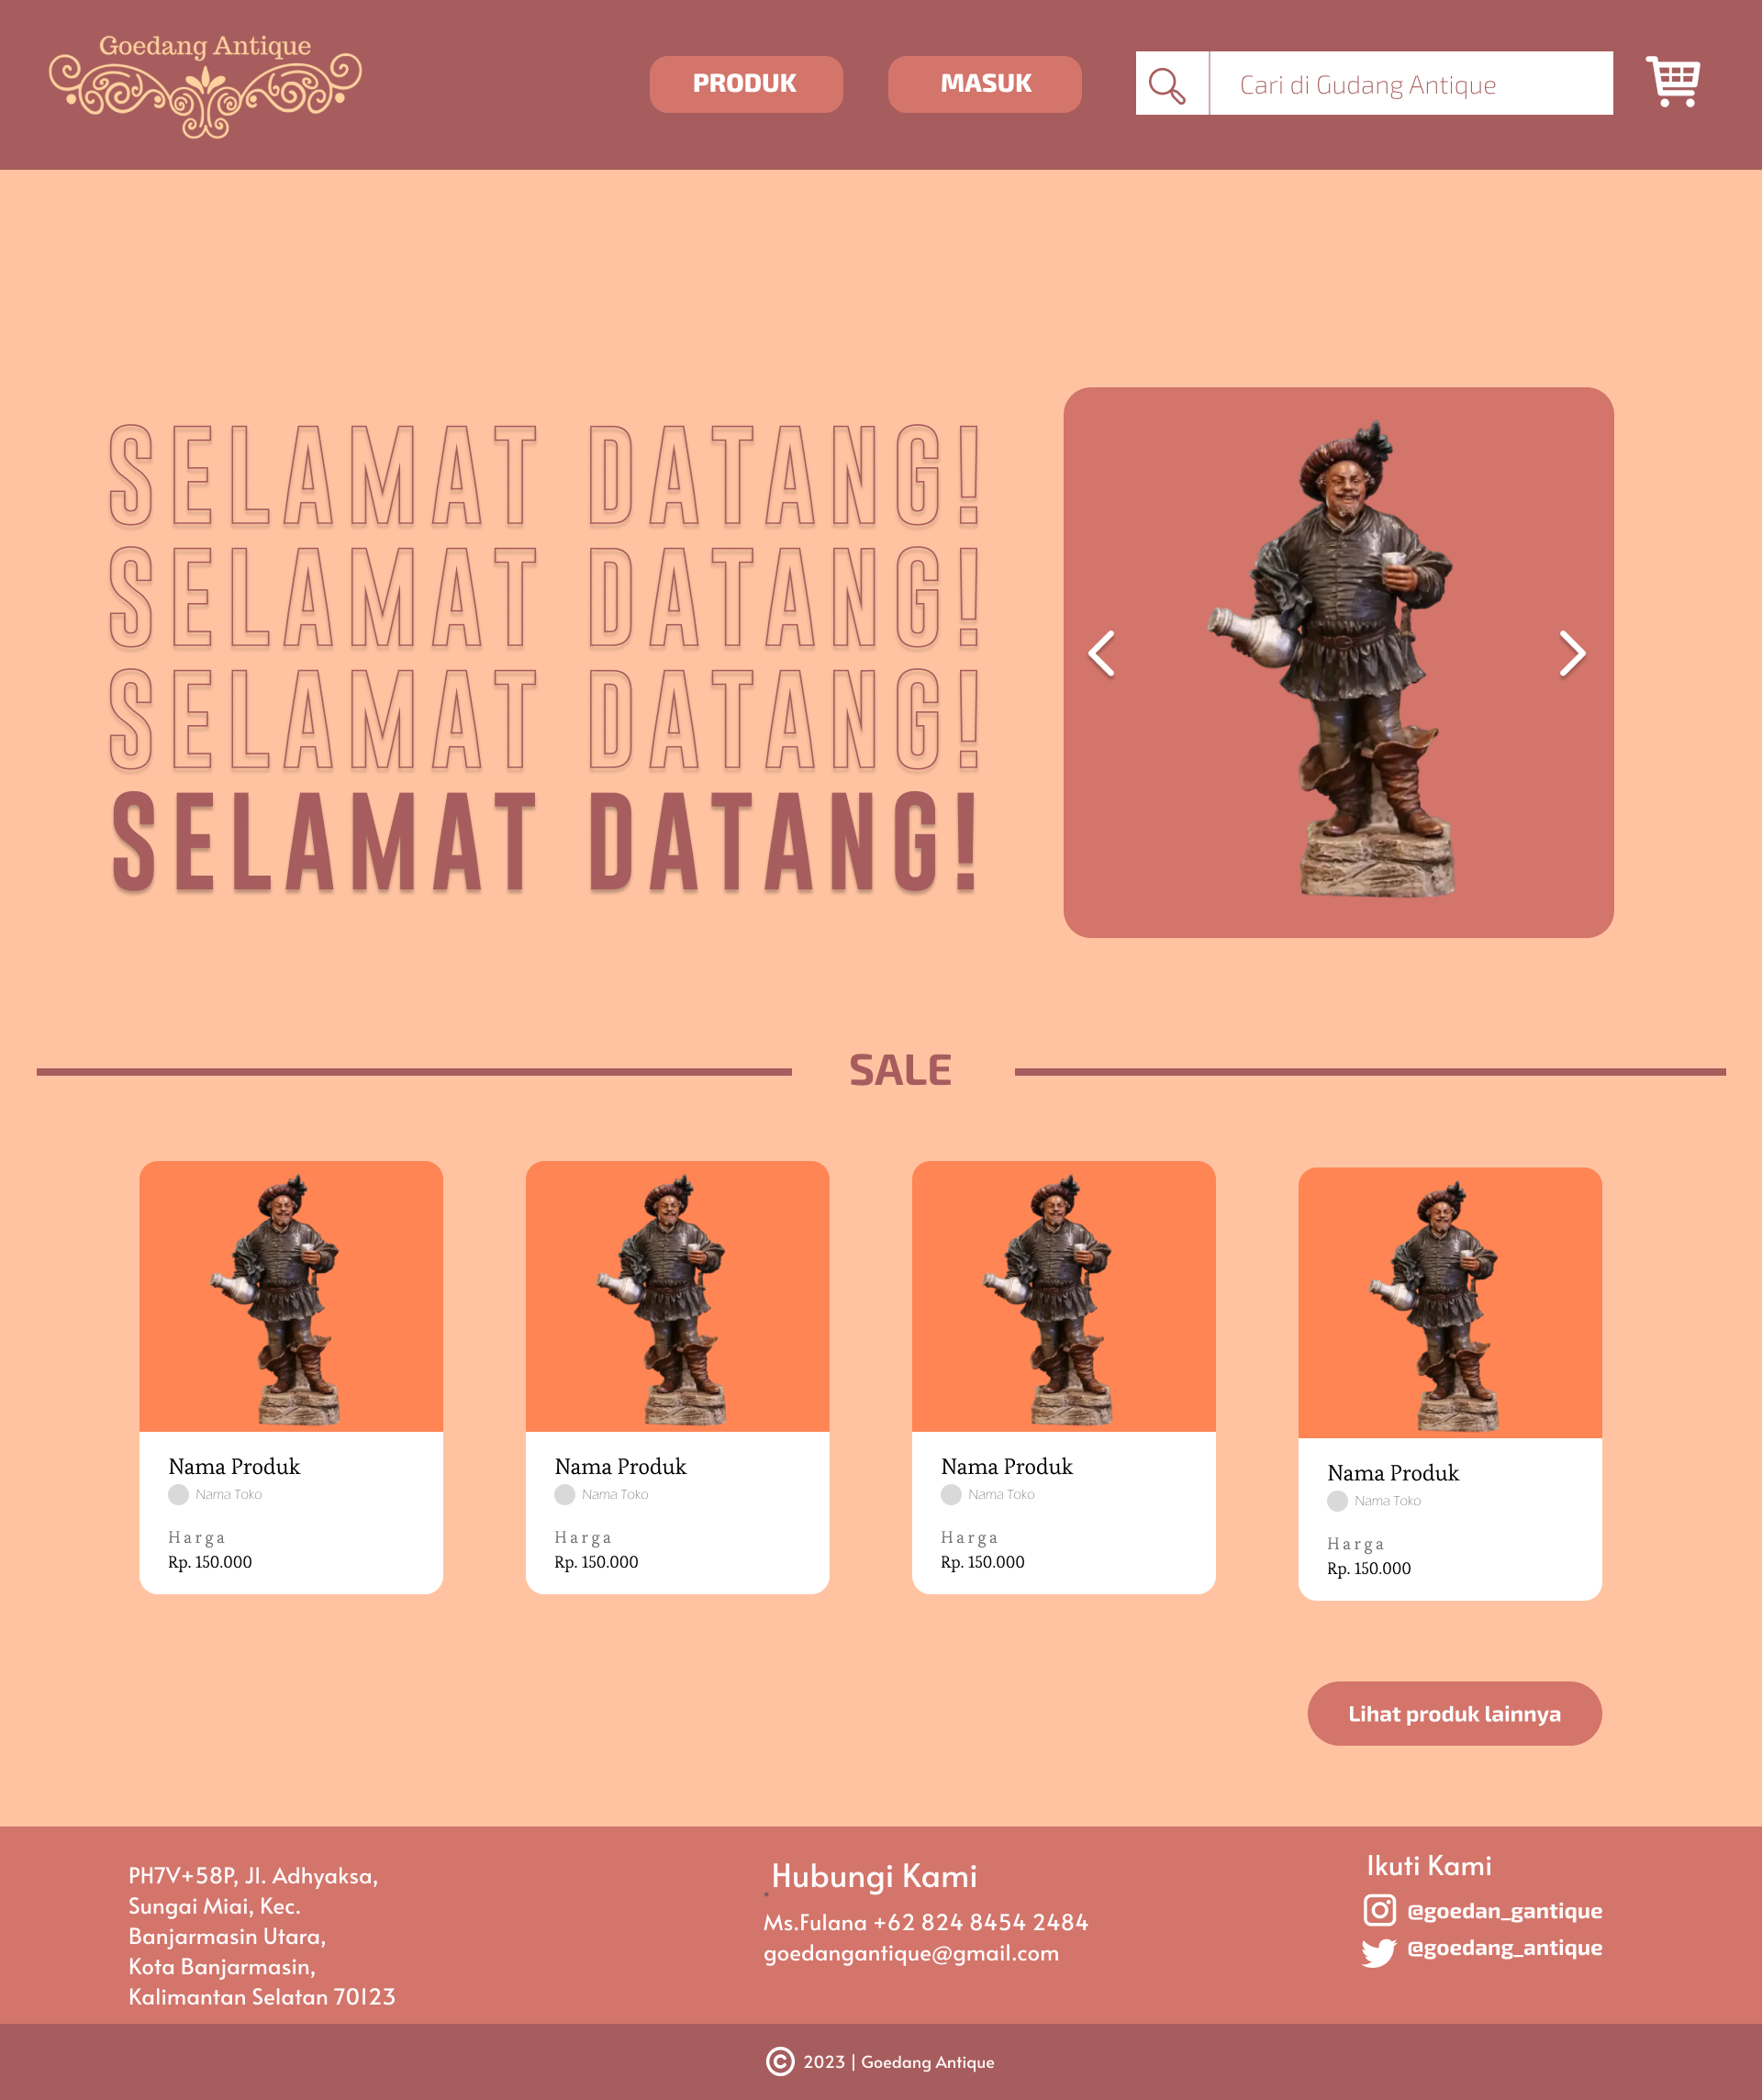 Goedang Antique
PRODUK
MASUK
Cari di Gudang Antique
SELAMAT DATANG!
SELAMAT DATANG!
SELAMAT DATANG!
SELAMAT DATANG!
SALE
Nama Produk
Nama Toko
Harga
Rp. 150.000
Nama Produk
Nama Toko
Harga
Rp. 150.000
Nama Produk
Nama Toko
Harga
Rp. 150.000
Nama Produk
Nama Toko
Harga
Rp. 150.000
Lihat produk lainnya
PH7V+58P, Jl. Adhyaksa,
Sungai Miai, Kec.
Banjarmasin Utara,
Kota Banjarmasin,
Kalimantan Selatan 70123
Hubungi Kami
Ms.Fulana +62 824 8454 2484
goedangantique@gmail.com
Ikuti Kami
@goedan_gantique
@goedang_antique
© 2023 | Goedang Antique